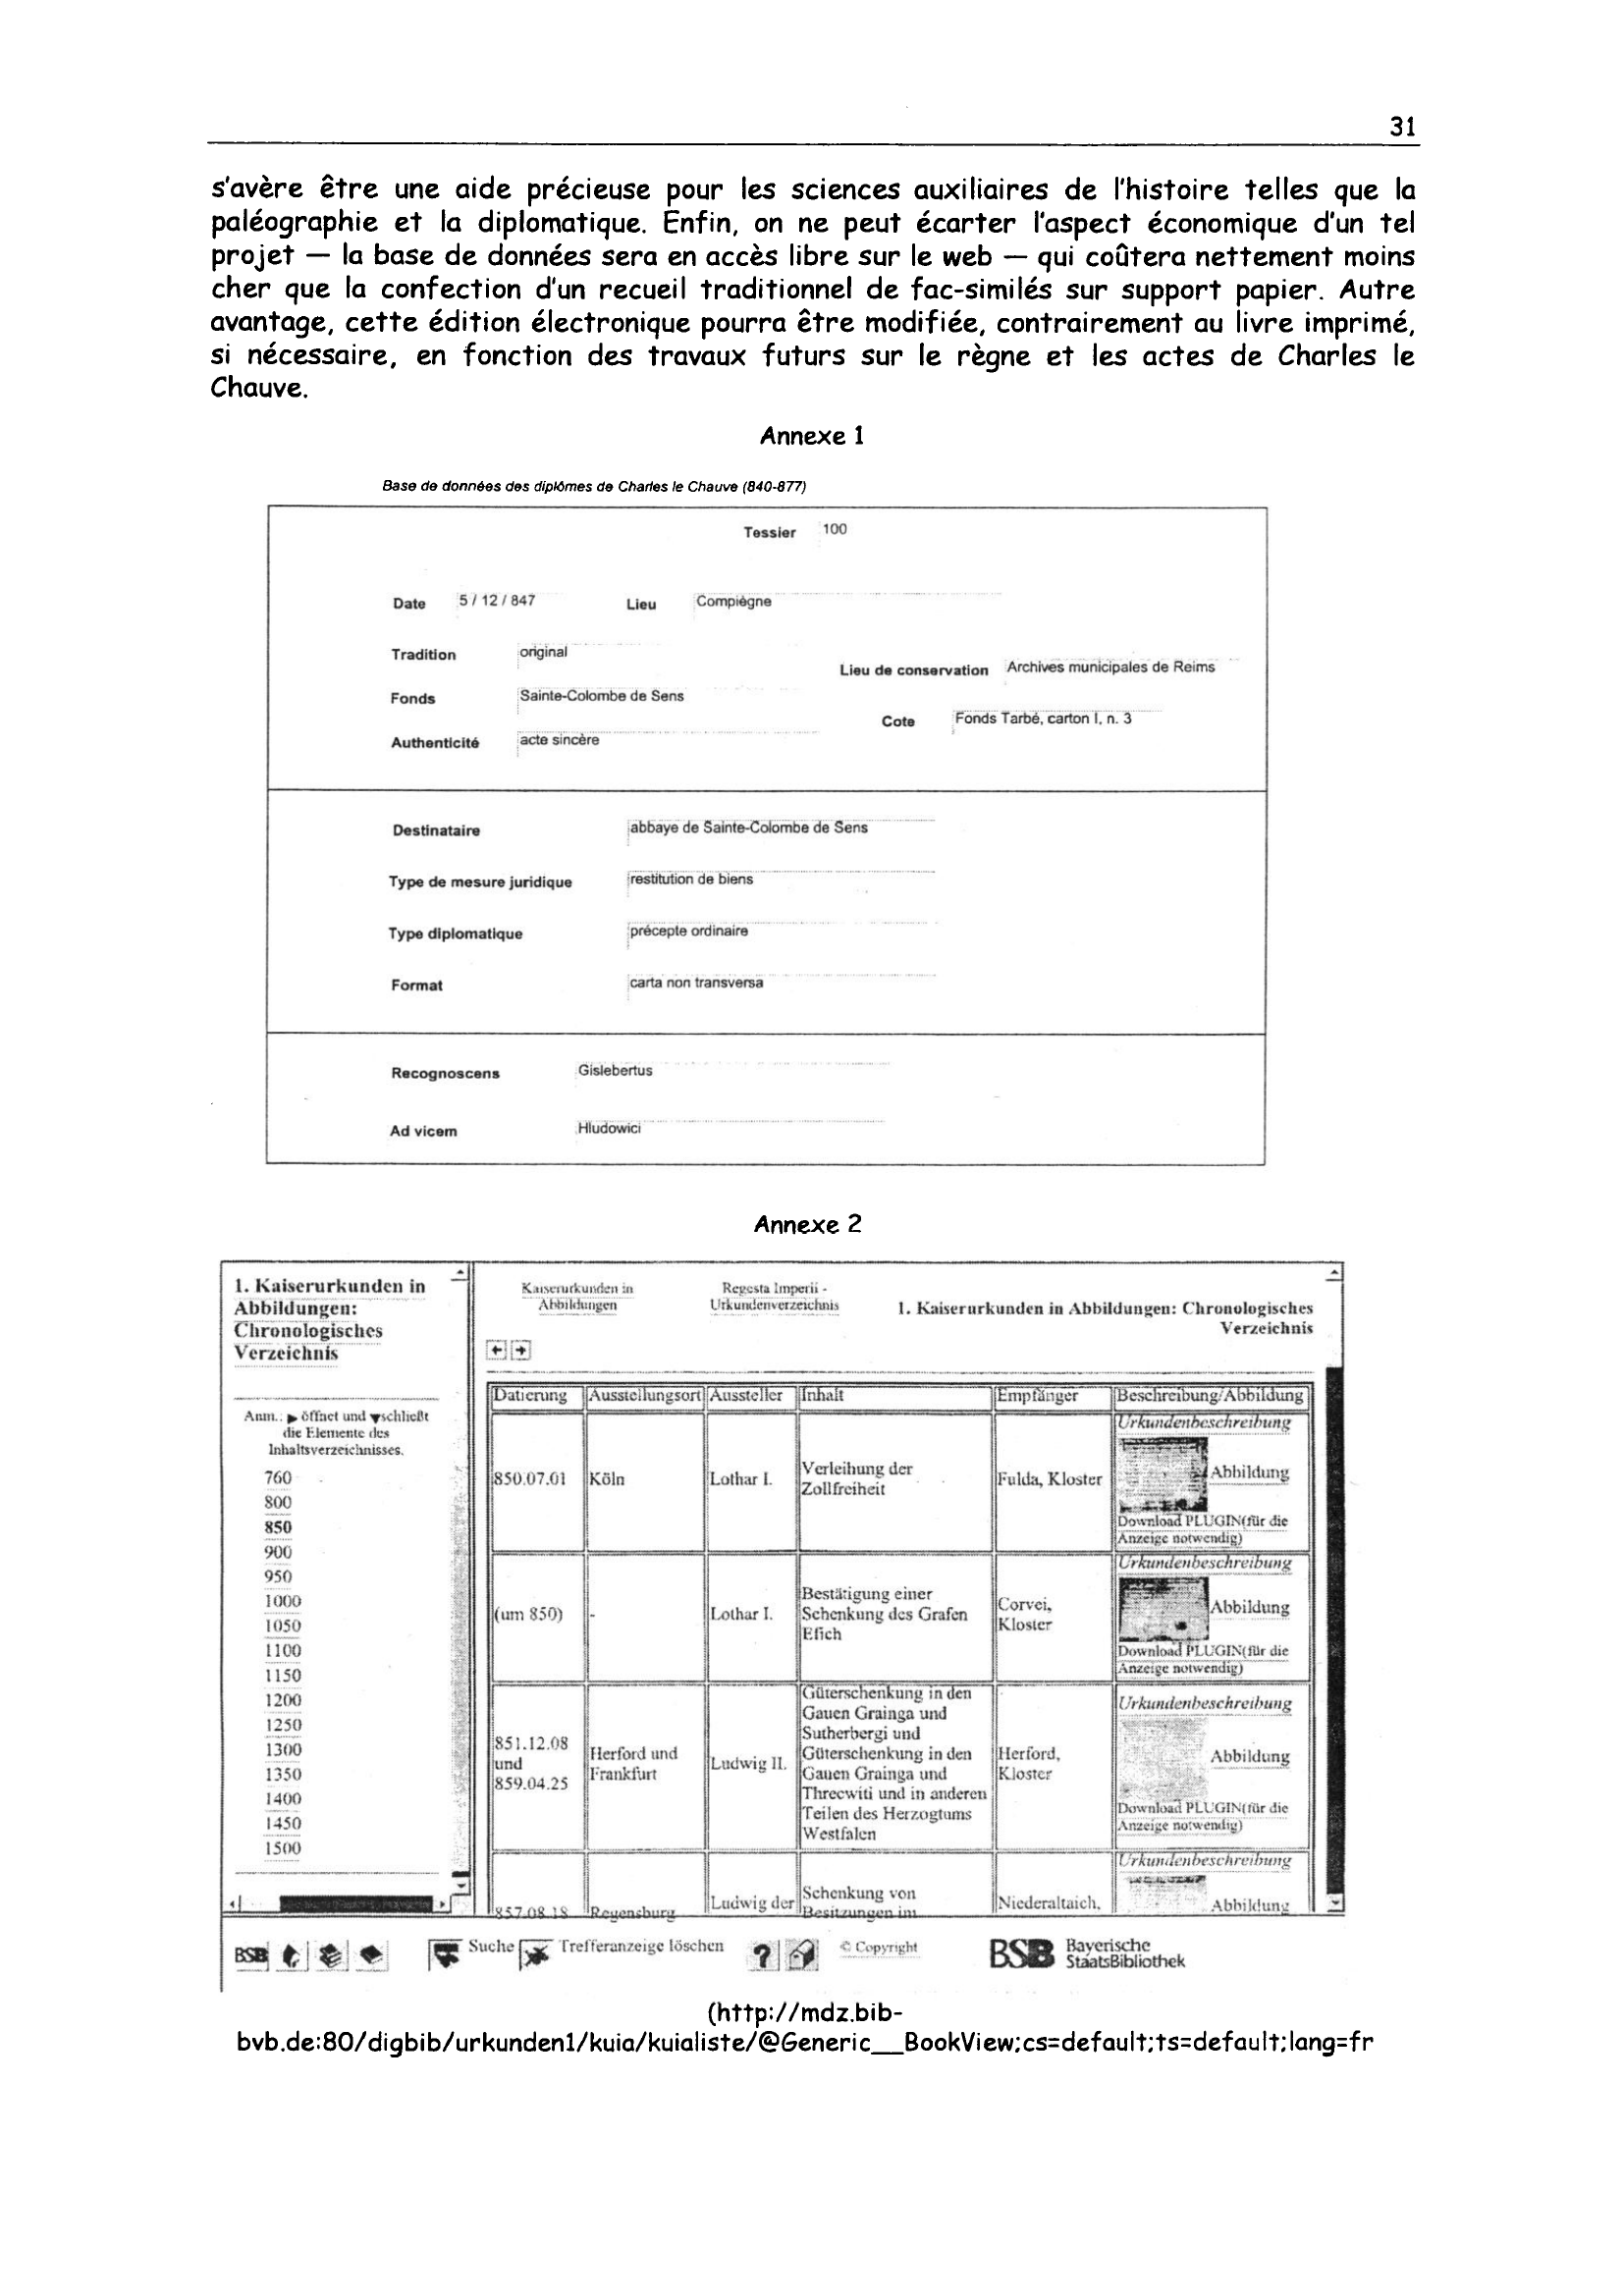 31
s'avère être une aide précieuse pour les sciences auxiliaires de l'histoire telles que la
paléographie et la diplomatique. Enfin, on ne peut écarter l'aspect économique d'un tel
projet — la base de données sera en accès libre sur le web — qui coûtera nettement moins
cher que la confection d'un recueil traditionnel de fac-similés sur support papier. Autre
avantage, cette édition électronique pourra être modifiée, contrairement au livre imprimé,
si nécessaire, en fonction des travaux futurs sur le règne et les actes de Charles le
Chauve.
Annexe 1
Base de données des diplômes de Charles le Chauve (840-877)
Tessier 100
Date 5 / 12 / 847 Lieu Compiègne
Tradition original
Lieu de conservation Archives municipales de Reims
Fonds Sainte-Colombe de Sens
Cote Fonds Tarbé, carton I, n. 3
Authenticité acte sincère
Destinataire abbaye de Sainte-Colombe de Sens
Type de mesure juridique restitution de biens
Type diplomatique précepte ordinaire
Format carta non transversa
Recognoscens Gislebertus
Ad vicem Hludowici
Annexe 2
1. Kaiserurkunden in
Abbildungen:
Chronologisches
Verzeichnis
Anm.: ▶ öffnet und ▼schließt
die Elemente des
Inhaltsverzeichnisses.
760
800
850
900
950
1000
1050
1100
1150
1200
1250
1300
1350
1400
1450
1500
Kaiserurkunden in
Abbildungen
Regesta Imperii -
Urkundenverzeichnis
1. Kaiserurkunden in Abbildungen: Chronologisches
Verzeichnis
Datierung Ausstellungsort Aussteller Inhalt Empfänger Beschreibung/Abbildung
850.07.01 Köln Lothar I.
Verleihung der
Zollfreiheit
Fulda, Kloster
Urkundenbeschreibung
Abbildung
Download PLUGIN(für die
Anzeige notwendig)
(um 850) - Lothar I.
Bestätigung einer
Schenkung des Grafen
Efich
Corvei,
Kloster
Urkundenbeschreibung
Abbildung
Download PLUGIN(für die
Anzeige notwendig)
851.12.08
und
859.04.25
Herford und
Frankfurt
Ludwig II.
Güterschenkung in den
Gauen Grainga und
Sutherbergi und
Güterschenkung in den
Gauen Grainga und
Threcwiti und in anderen
Teilen des Herzogtums
Westfalen
Herford,
Kloster
Urkundenbeschreibung
Abbildung
Download PLUGIN(für die
Anzeige notwendig)
857.08.18 Regensburg
Ludwig der
Schenkung von
Besitzungen im
Niederaltaich,
Urkundenbeschreibung
Abbildung
BSB Suche Trefferanzeige löschen ? © Copyright BSB Bayerische
StaatsBibliothek
(http://mdz.bib-
bvb.de:80/digbib/urkunden1/kuia/kuialiste/@Generic__BookView;cs=default;ts=default;lang=fr